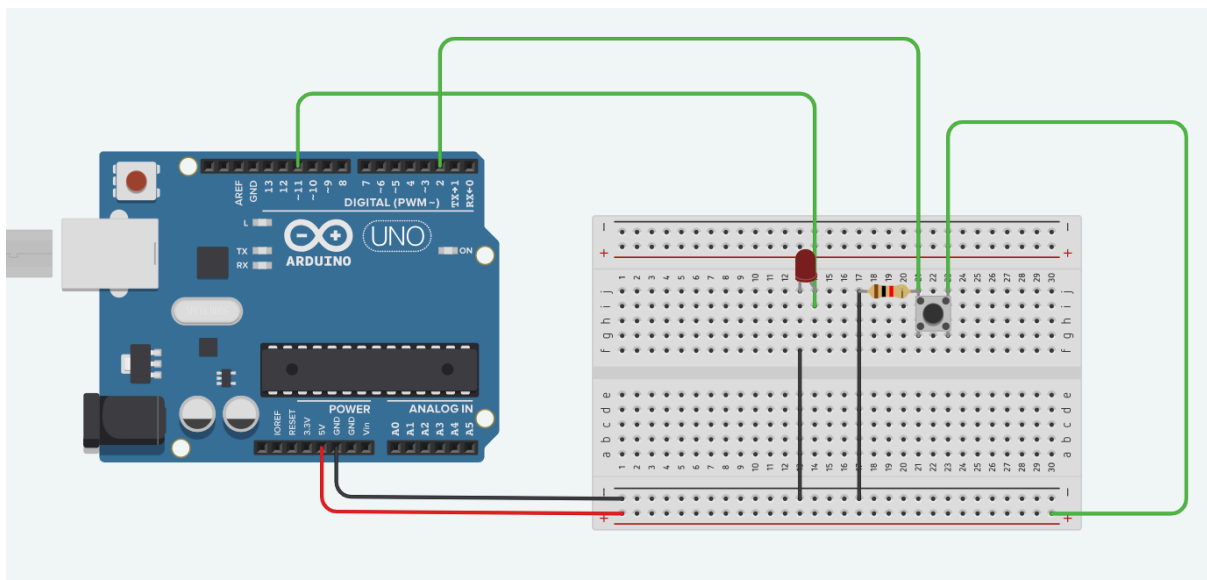 AREF
GND
13
12
~11
~10
~9
8
7
~6
~5
4
~3
2
TX→1
RX←0
DIGITAL (PWM~)
L
TX
RX
ARDUINO
UNO
ON
IOREF
RESET
3.3V
5V
GND
GND
Vin
POWER
ANALOG IN
A0
A1
A2
A3
A4
A5
- -
+ +
1 2 3 4 5 6 7 8 9 10 11 12 14 15 16 17 18 19 20 21 22 23 24 25 26 27 28 29 30
j j
i i
h h
g g
f f
e e
d d
c c
b b
a a
1 2 3 4 5 6 7 8 9 10 11 12 13 14 15 16 17 18 19 20 21 22 23 24 25 26 27 28 29 30
- -
+ +